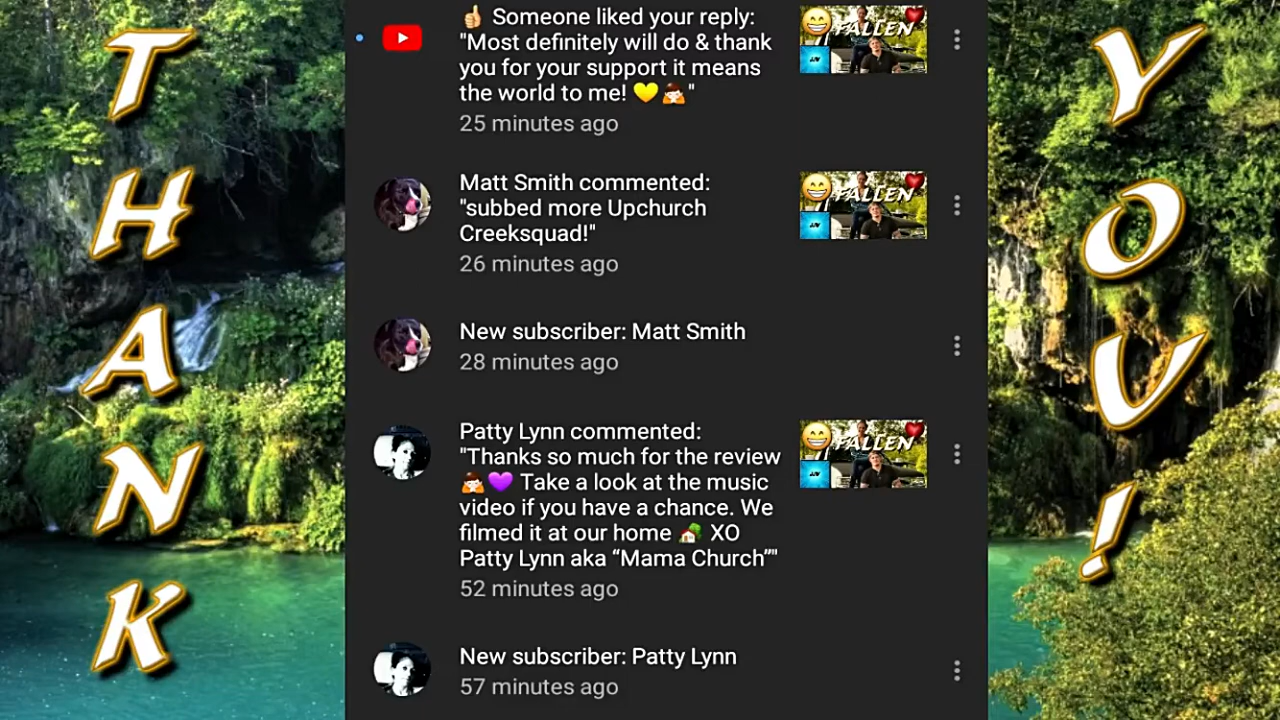 THANK
👍 Someone liked your reply:
"Most definitely will do & thank
you for your support it means
the world to me! 💛🙇"
25 minutes ago
FALLEN
Matt Smith commented:
"subbed more Upchurch
Creeksquad!"
26 minutes ago
FALLEN
New subscriber: Matt Smith
28 minutes ago
Patty Lynn commented:
"Thanks so much for the review
🙇💜 Take a look at the music
video if you have a chance. We
filmed it at our home 🏡 XO
Patty Lynn aka “Mama Church”"
52 minutes ago
FALLEN
New subscriber: Patty Lynn
57 minutes ago
YOU!